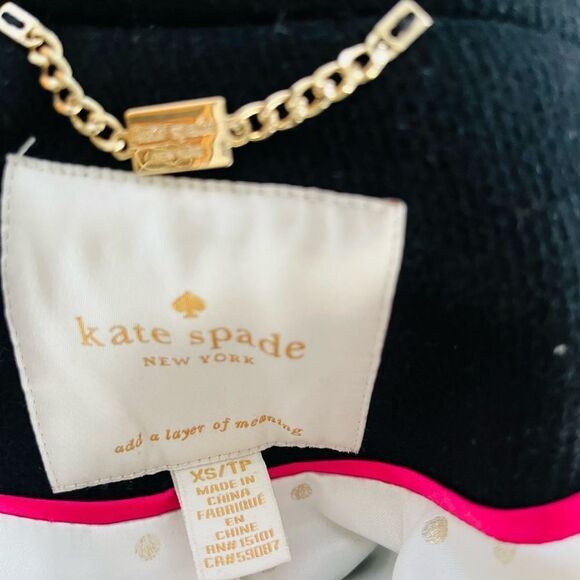 kate spade
NEW YORK
add a layer of meaning
XS/TP
MADE IN
CHINA
FABRIQUÉ
EN
CHINE
RN# 15101
CA# 59087